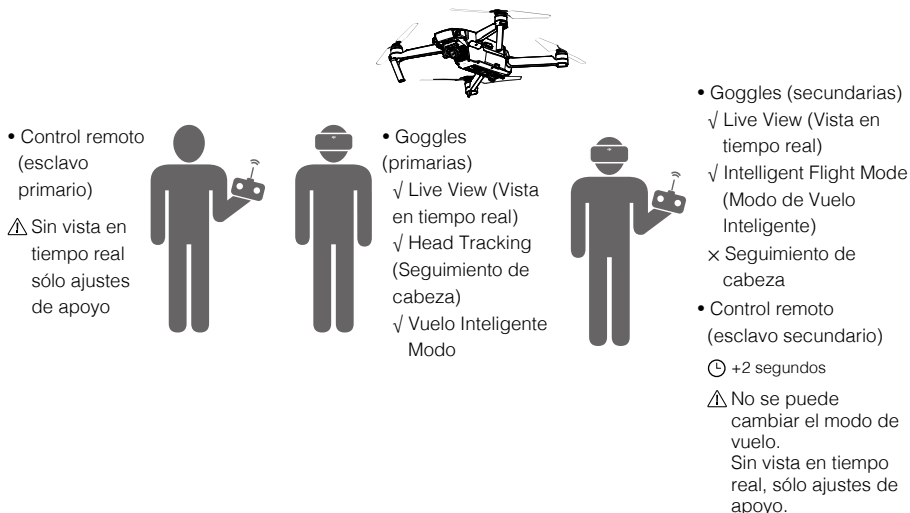 • Control remoto
(esclavo
primario)
⚠ Sin vista en
tiempo real
sólo ajustes
de apoyo
• Goggles
(primarias)
√ Live View (Vista
en tiempo real)
√ Head Tracking
(Seguimiento de
cabeza)
√ Vuelo Inteligente
Modo
• Goggles (secundarias)
√ Live View (Vista en
tiempo real)
√ Intelligent Flight Mode
(Modo de Vuelo
Inteligente)
× Seguimiento de
cabeza
• Control remoto
(esclavo secundario)
+2 segundos
⚠ No se puede
cambiar el modo de
vuelo.
Sin vista en tiempo
real, sólo ajustes de
apoyo.